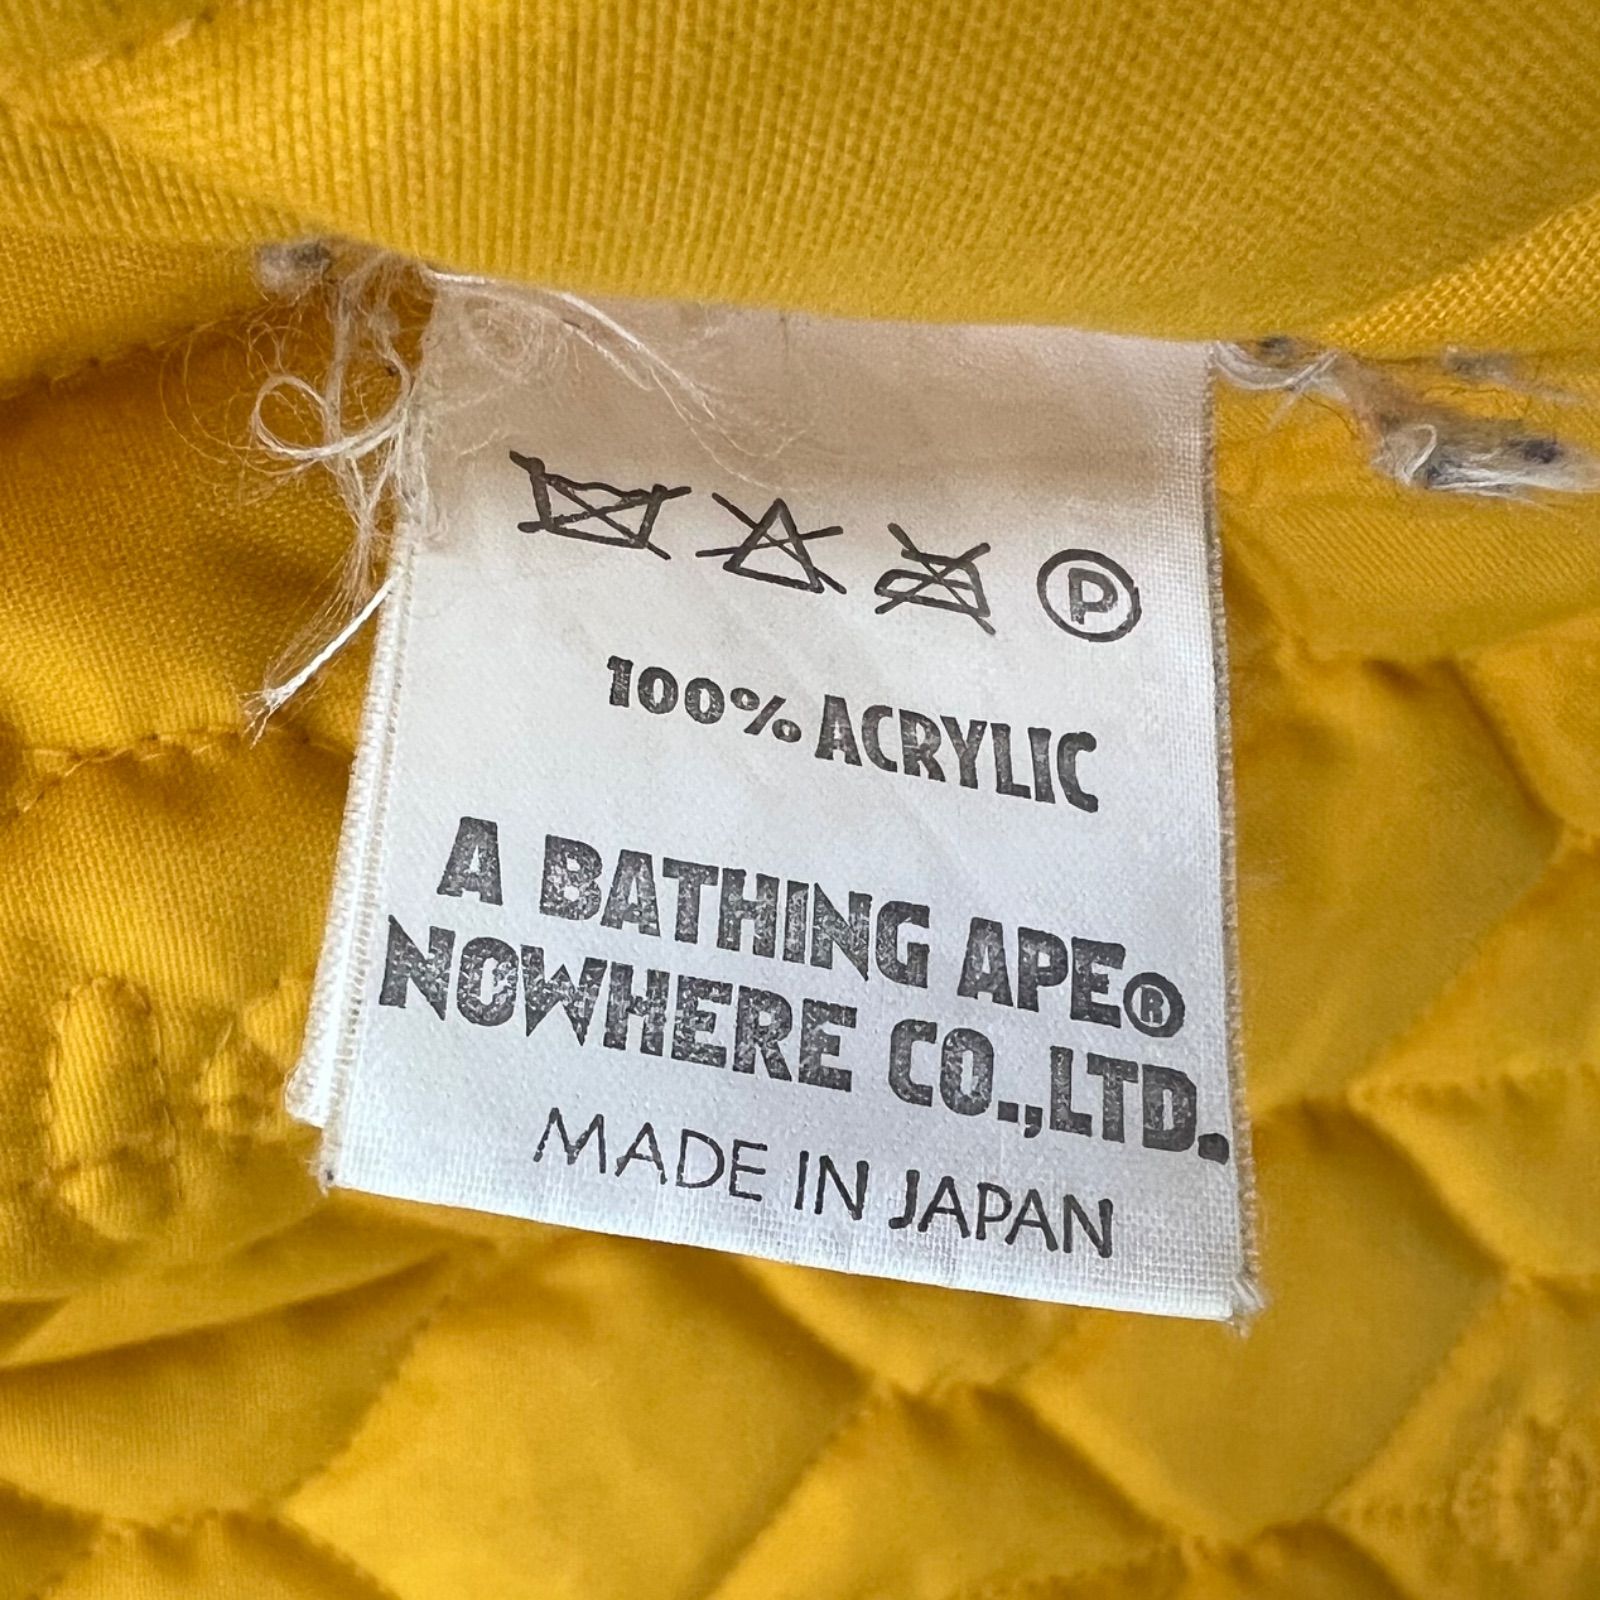 P
100% ACRYLIC
A BATHING APE®
NOWHERE CO.,LTD.
MADE IN JAPAN